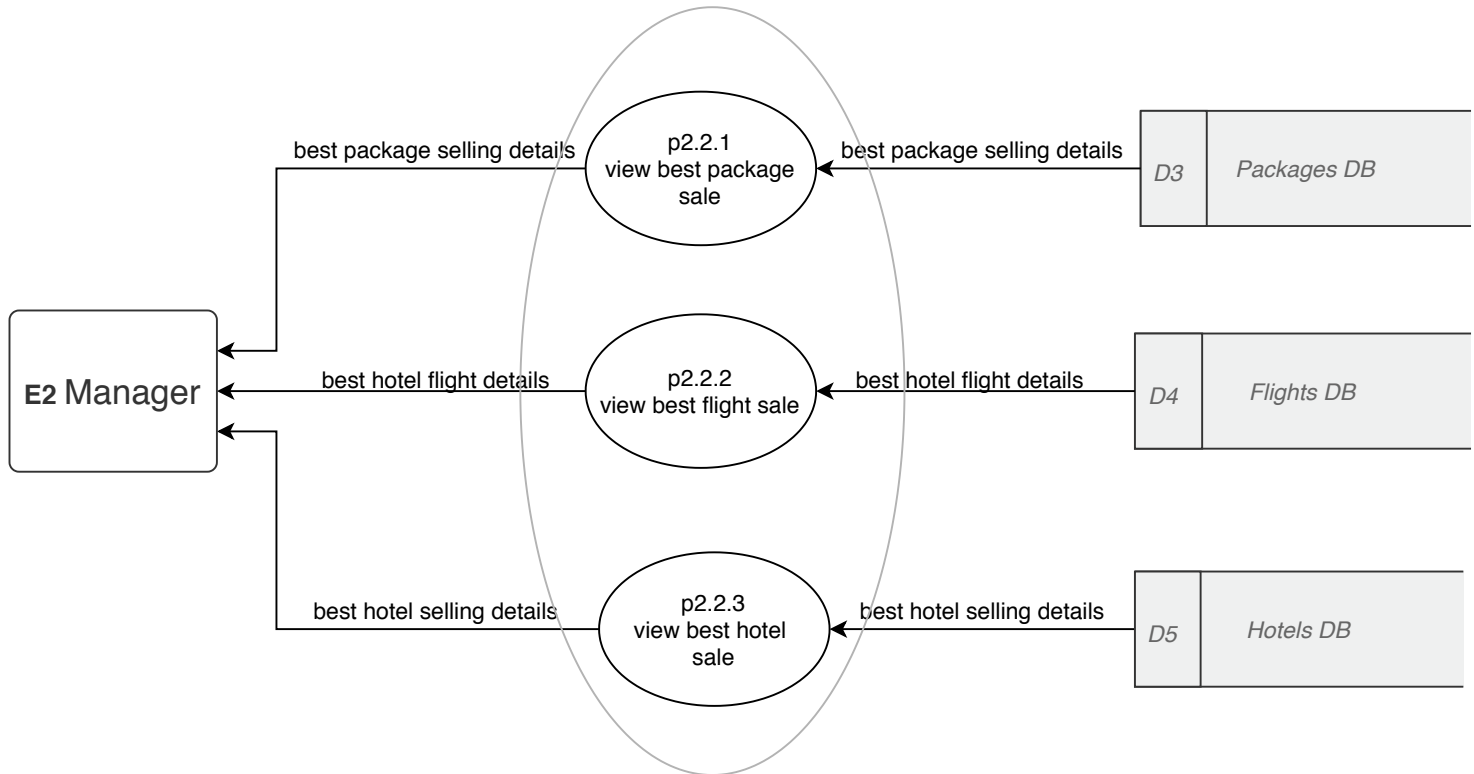 p2.2.1
view best package
sale
best package selling details
best package selling details
D3
Packages DB
E2 Manager
best hotel flight details
p2.2.2
view best flight sale
best hotel flight details
D4
Flights DB
best hotel selling details
p2.2.3
view best hotel
sale
best hotel selling details
D5
Hotels DB